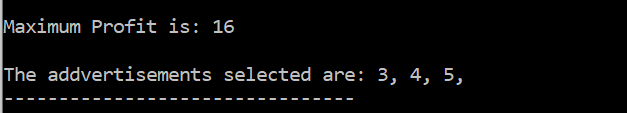 Maximum Profit is: 16
The addvertisements selected are: 3, 4, 5,
--------------------------------